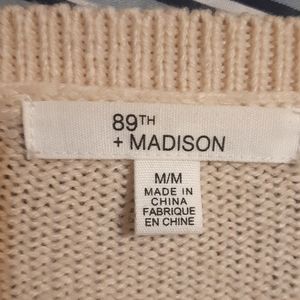 89TH
+ MADISON
M/M
MADE IN
CHINA
FABRIQUE
EN CHINE